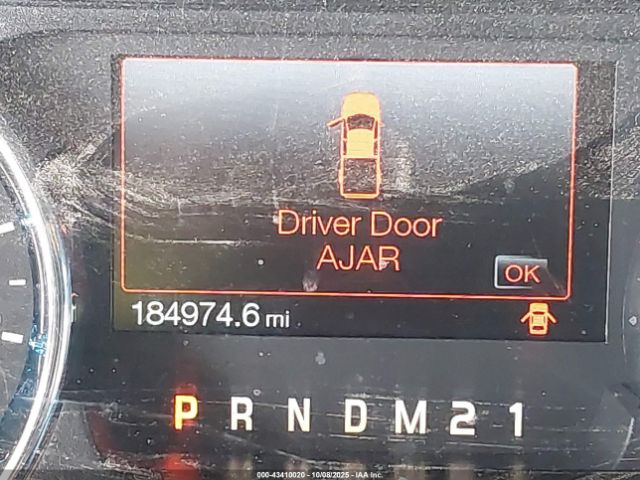 Driver Door
AJAR
OK
184974.6 mi
P R N D M 2 1
000-43410020 - 10/08/2025 - IAA Inc.